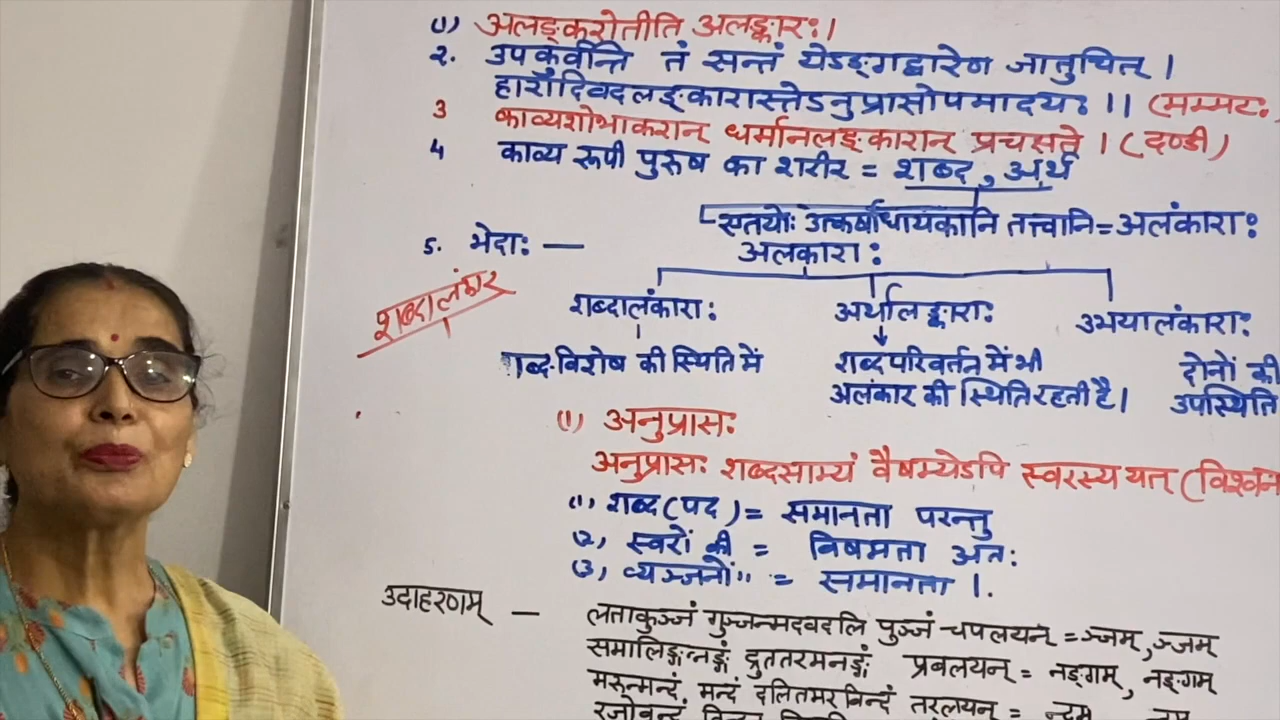 (1) अलङ्करोतीति अलङ्कारः।
२. उपकुर्वन्ति तं सन्तं येऽङ्गद्वारेण जातुचित्।
हारादिवदलङ्कारास्तेऽनुप्रासोपमादयः।। (मम्मटः
3 काव्यशोभाकरान् धर्मानलङ्कारान् प्रचक्षते। (दण्डी)
4 काव्य रूपी पुरुष का शरीर = शब्द, अर्थ
एतयोः उत्कर्षाधायकानि तत्त्वानि = अलंकाराः
5. भेदाः — अलंकाराः
शब्दालंकार
शब्दालंकाराः अर्थालङ्काराः उभयालंकाराः
शब्द-विशेष की स्थिति में शब्द परिवर्तन में भी दोनों की
अलंकार की स्थिति रहती है। उपस्थिति
(1) अनुप्रासः
अनुप्रासः शब्दसाम्यं वैषम्येऽपि स्वरस्य यत् (विश्वन
(1) शब्द (पद) = समानता परन्तु
(2) स्वरों की = विषमता अतः
(3) व्यञ्जनों " = समानता।
उदाहरणम् — लताकुञ्जं गुञ्जन्मदवदलि पुञ्जं चपलयन् = ञ्जम्, ञ्जम्
समालिङ्गन्नङ्गं द्रुततरमनङ्गं प्रबलयन् = नङ्गम्, नङ्गम्
मरुन्मन्दं मन्दं दलितमरविन्दं तरलयन् =